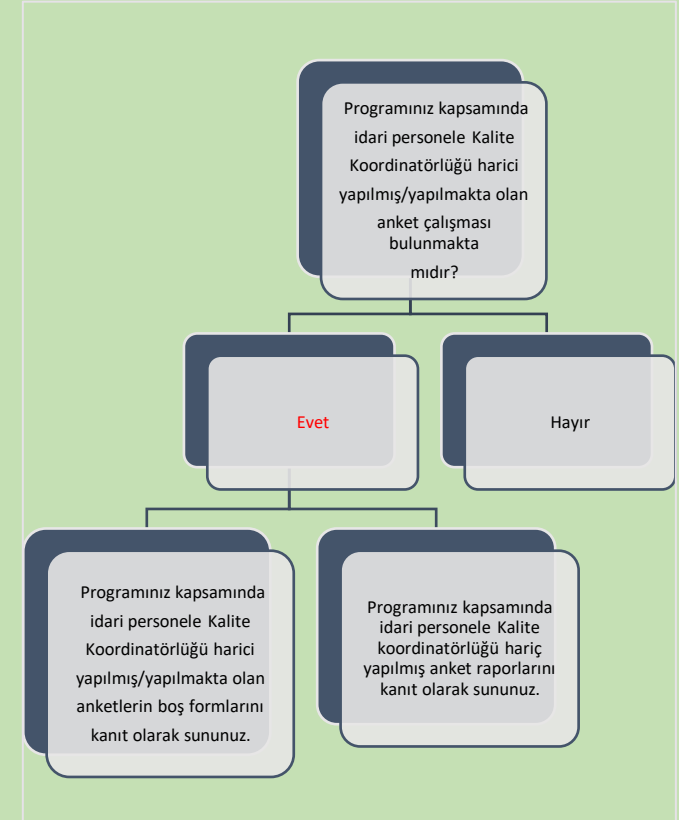 Programınız kapsamında
idari personele Kalite
Koordinatörlüğü harici
yapılmış/yapılmakta olan
anket çalışması
bulunmakta
mıdır?
Evet
Hayır
Programınız kapsamında
idari personele Kalite
Koordinatörlüğü harici
yapılmış/yapılmakta olan
anketlerin boş formlarını
kanıt olarak sununuz.
Programınız kapsamında
idari personele Kalite
koordinatörlüğü hariç
yapılmış anket raporlarını
kanıt olarak sununuz.